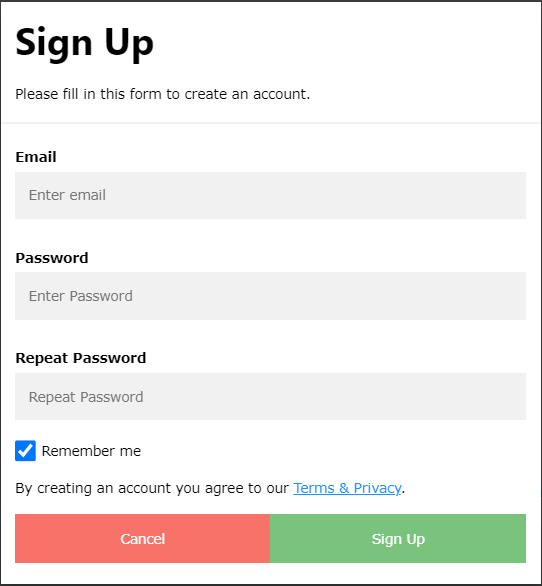 Sign Up
Please fill in this form to create an account.
Email
Enter email
Password
Enter Password
Repeat Password
Repeat Password
Remember me
By creating an account you agree to our Terms & Privacy.
Cancel Sign Up